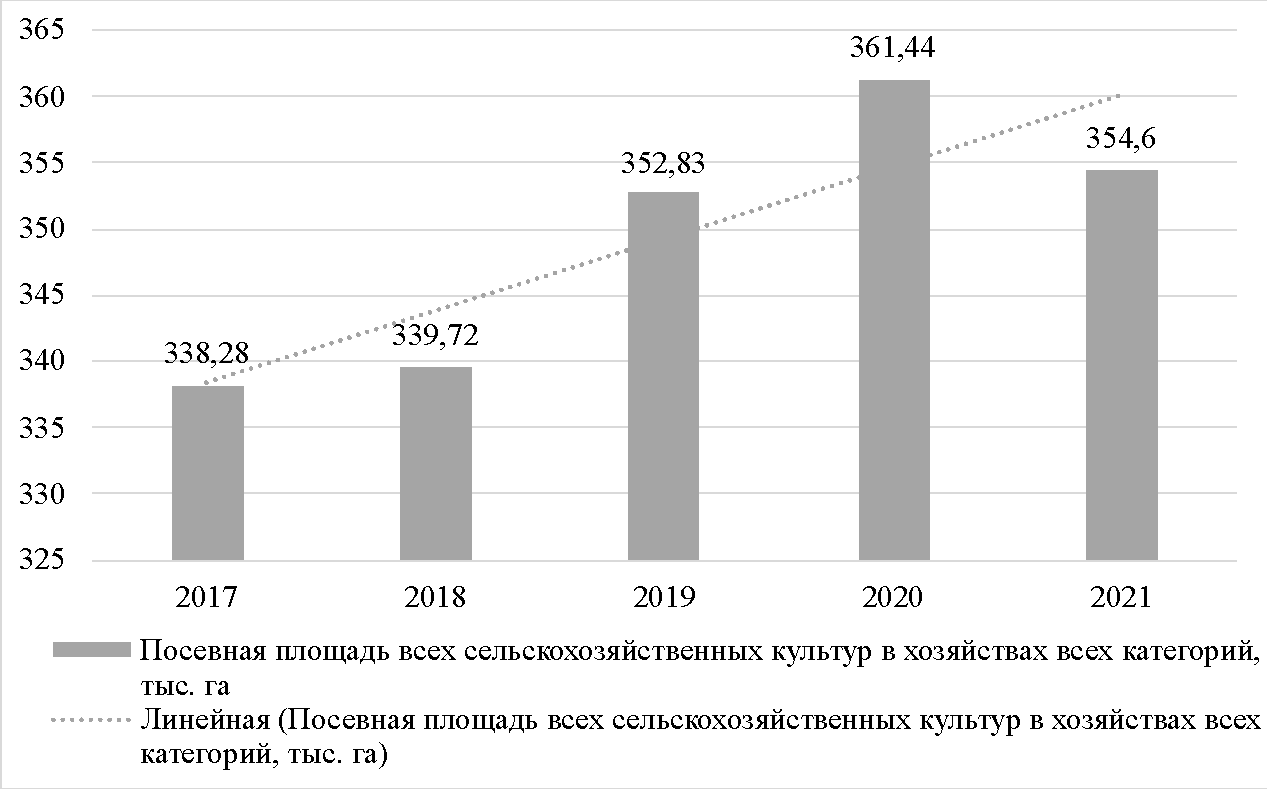 365
361,44
360
354,6
355
352,83
350
345
339,72
338,28
340
335
330
325
2017 2018 2019 2020 2021
Посевная площадь всех сельскохозяйственных культур в хозяйствах всех категорий,
тыс. га
Линейная (Посевная площадь всех сельскохозяйственных культур в хозяйствах всех
категорий, тыс. га)